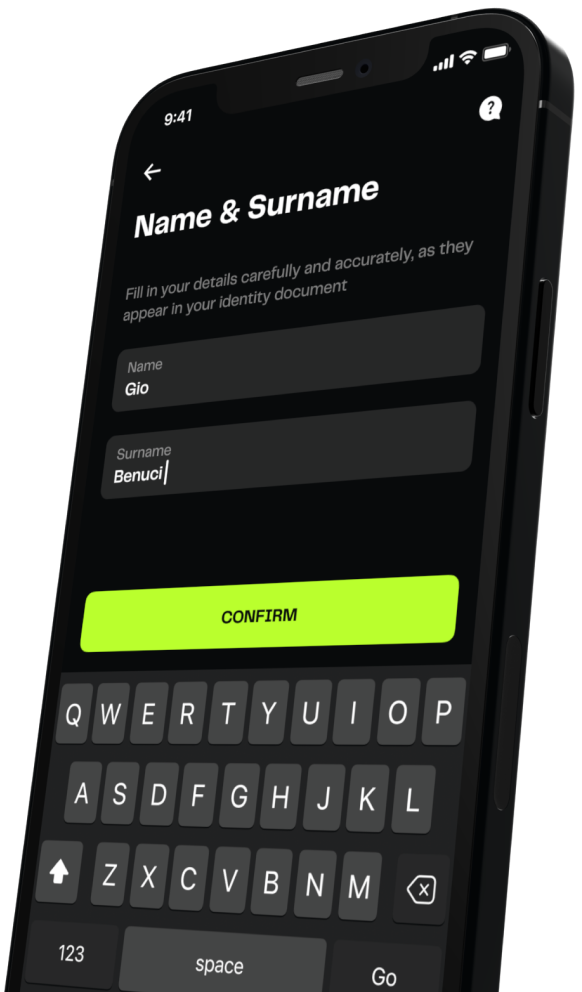 9:41
?
Name & Surname
Fill in your details carefully and accurately, as they
appear in your identity document
Name
Gio
Surname
Benuci
CONFIRM
Q W E R T Y U I O P
A S D F G H J K L
Z X C V B N M
123 space Go